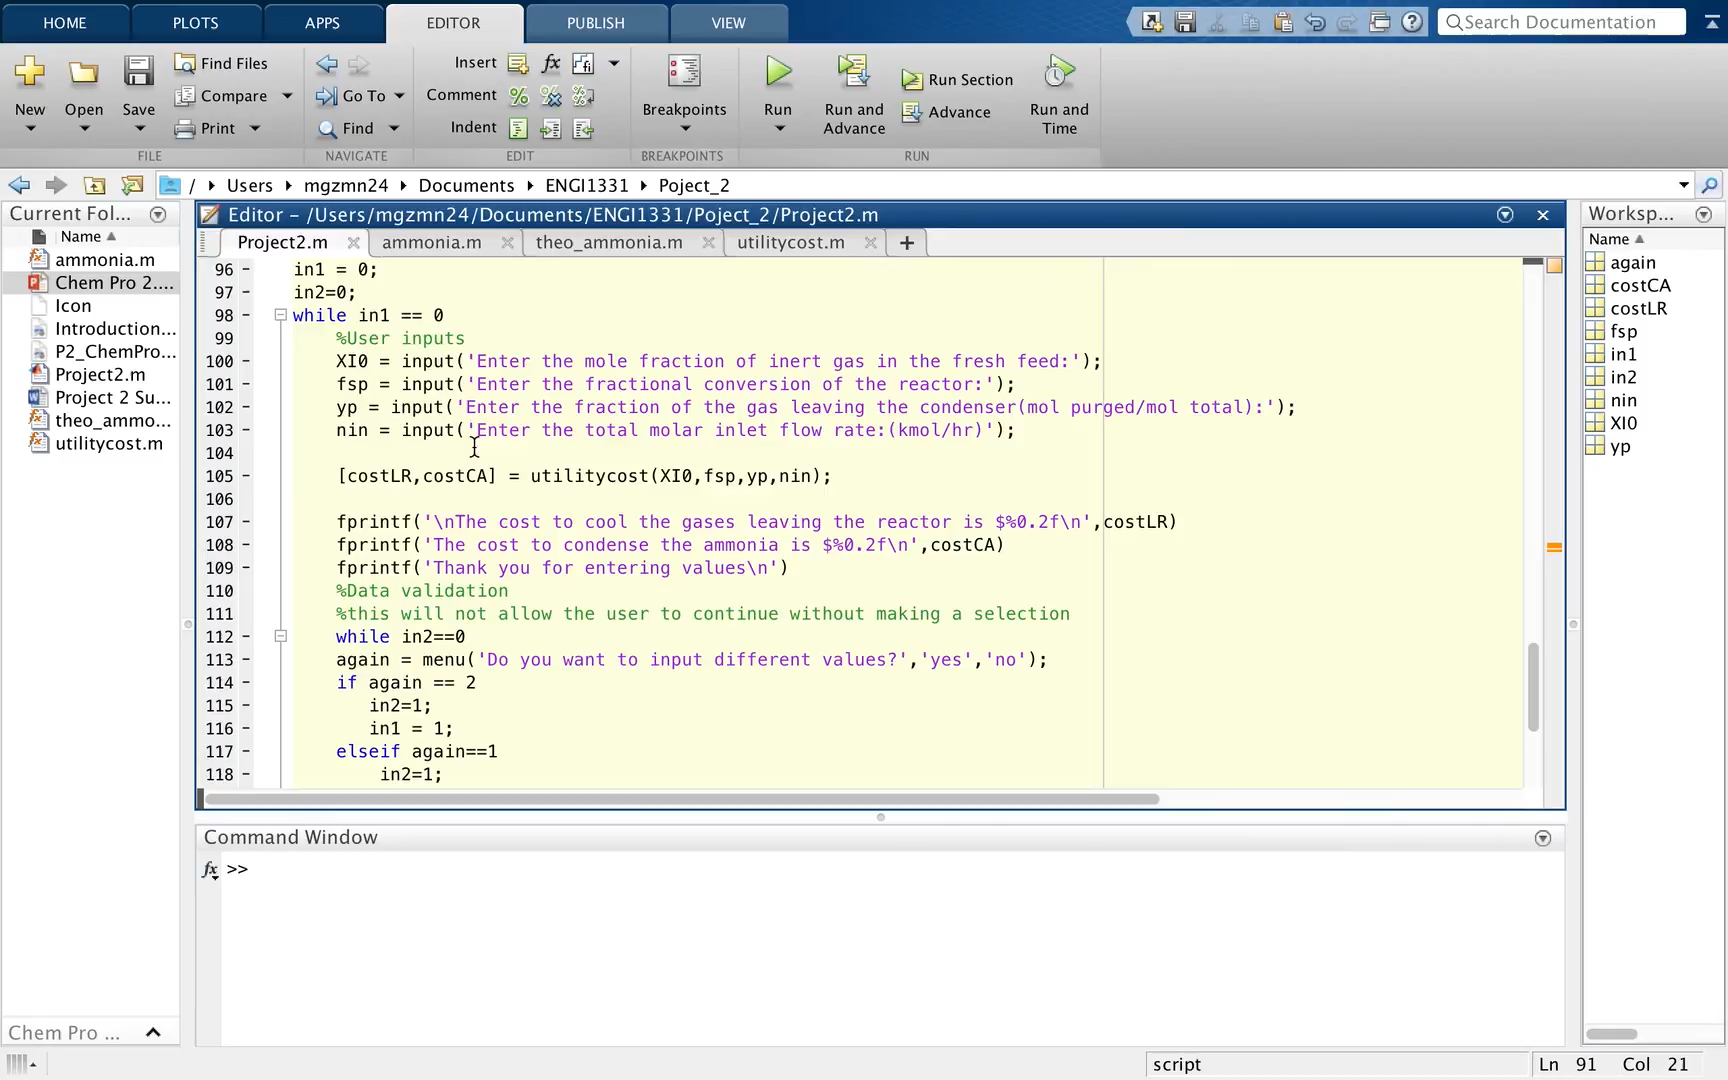 HOME PLOTS APPS EDITOR PUBLISH VIEW Search Documentation
New Open Save Find Files Compare Print
FILE
Go To Find
NAVIGATE
Insert fx
Comment
Indent
EDIT
Breakpoints
BREAKPOINTS
Run Run and Advance Run Section Advance Run and Time
RUN
/ Users mgzmn24 Documents ENGI1331 Poject_2
Current Fol...
Name
ammonia.m
Chem Pro 2....
Icon
Introduction...
P2_ChemPro...
Project2.m
Project 2 Su...
theo_ammo...
utilitycost.m
Chem Pro ...
Editor – /Users/mgzmn24/Documents/ENGI1331/Poject_2/Project2.m
Project2.m ammonia.m theo_ammonia.m utilitycost.m
96 - in1 = 0;
97 - in2=0;
98 - while in1 == 0
99 %User inputs
100 - XI0 = input('Enter the mole fraction of inert gas in the fresh feed:');
101 - fsp = input('Enter the fractional conversion of the reactor:');
102 - yp = input('Enter the fraction of the gas leaving the condenser(mol purged/mol total):');
103 - nin = input('Enter the total molar inlet flow rate:(kmol/hr)');
104
105 - [costLR,costCA] = utilitycost(XI0,fsp,yp,nin);
106
107 - fprintf('\nThe cost to cool the gases leaving the reactor is $%0.2f\n',costLR)
108 - fprintf('The cost to condense the ammonia is $%0.2f\n',costCA)
109 - fprintf('Thank you for entering values\n')
110 %Data validation
111 %this will not allow the user to continue without making a selection
112 - while in2==0
113 - again = menu('Do you want to input different values?','yes','no');
114 - if again == 2
115 - in2=1;
116 - in1 = 1;
117 - elseif again==1
118 - in2=1;
Command Window
fx >>
Worksp...
Name
again
costCA
costLR
fsp
in1
in2
nin
XI0
yp
script Ln 91 Col 21